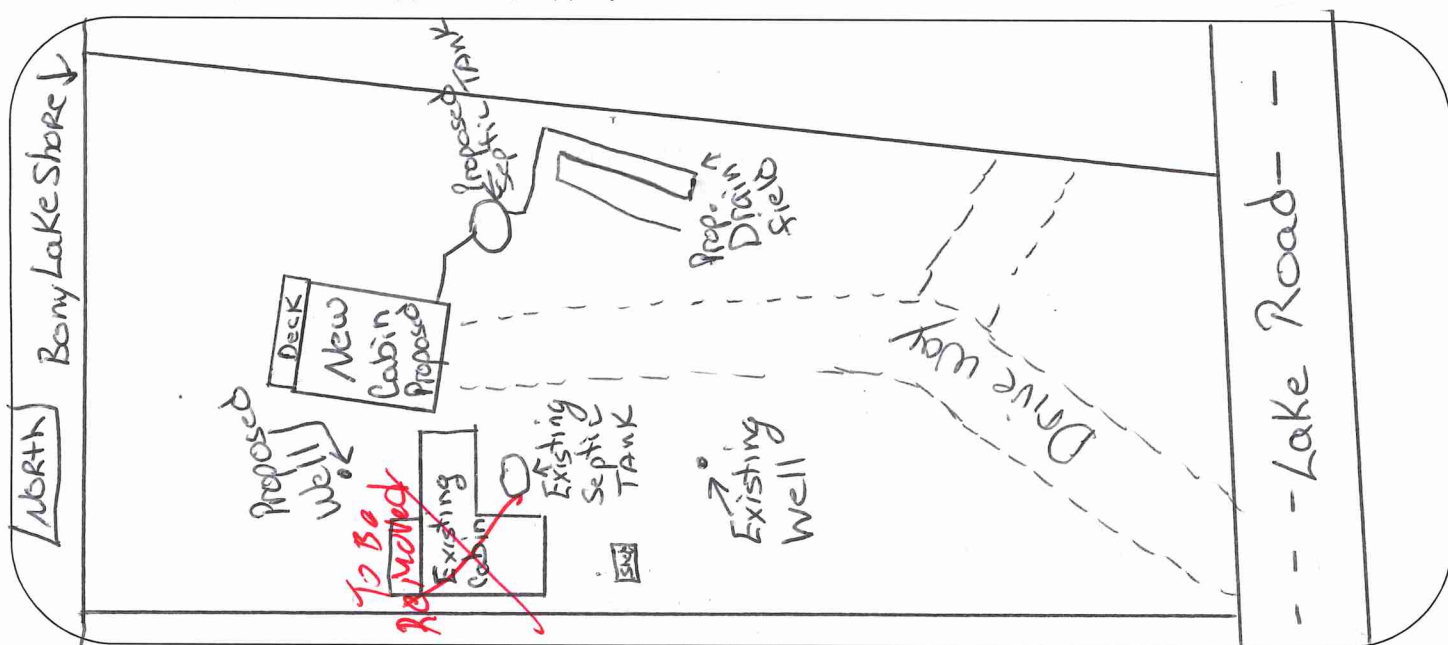 NORTH
Bony Lake Shore ↓
Proposed
Septic TANK
Deck
New
Cabin
Proposed
Prop.
Drain
field
Proposed
Well
To Be
Removed
Existing
Cabin
Existing
Septic
TANK
Existing
Well
Drive way
- - - Lake Road - -